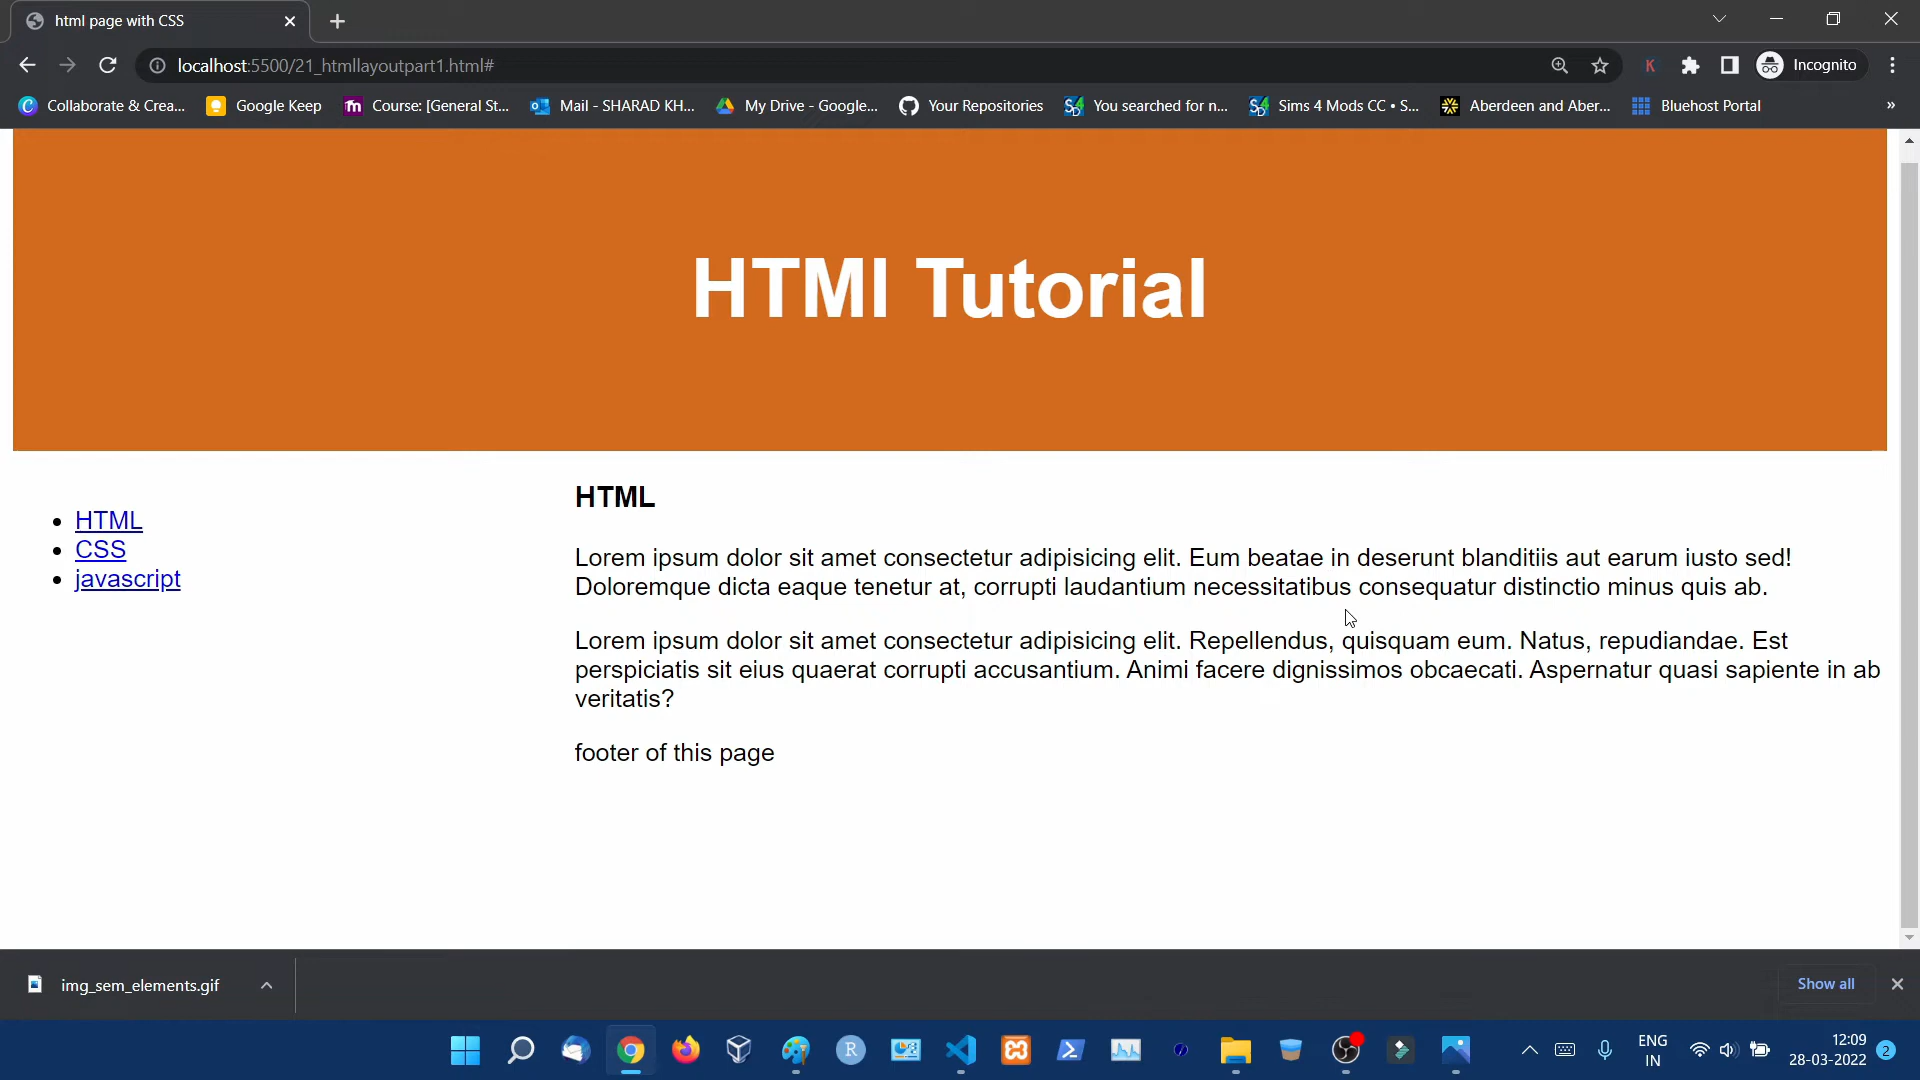 html page with CSS
localhost:5500/21_htmllayoutpart1.html#
Incognito
Collaborate & Crea...
Google Keep
Course: [General St...
Mail - SHARAD KH...
My Drive - Google...
Your Repositories
You searched for n...
Sims 4 Mods CC • S...
Aberdeen and Aber...
Bluehost Portal
»
HTMl Tutorial
HTML
CSS
javascript
HTML
Lorem ipsum dolor sit amet consectetur adipisicing elit. Eum beatae in deserunt blanditiis aut earum iusto sed!
Doloremque dicta eaque tenetur at, corrupti laudantium necessitatibus consequatur distinctio minus quis ab.
Lorem ipsum dolor sit amet consectetur adipisicing elit. Repellendus, quisquam eum. Natus, repudiandae. Est
perspiciatis sit eius quaerat corrupti accusantium. Animi facere dignissimos obcaecati. Aspernatur quasi sapiente in ab
veritatis?
footer of this page
img_sem_elements.gif
Show all
ENG
IN
12:09
28-03-2022
2